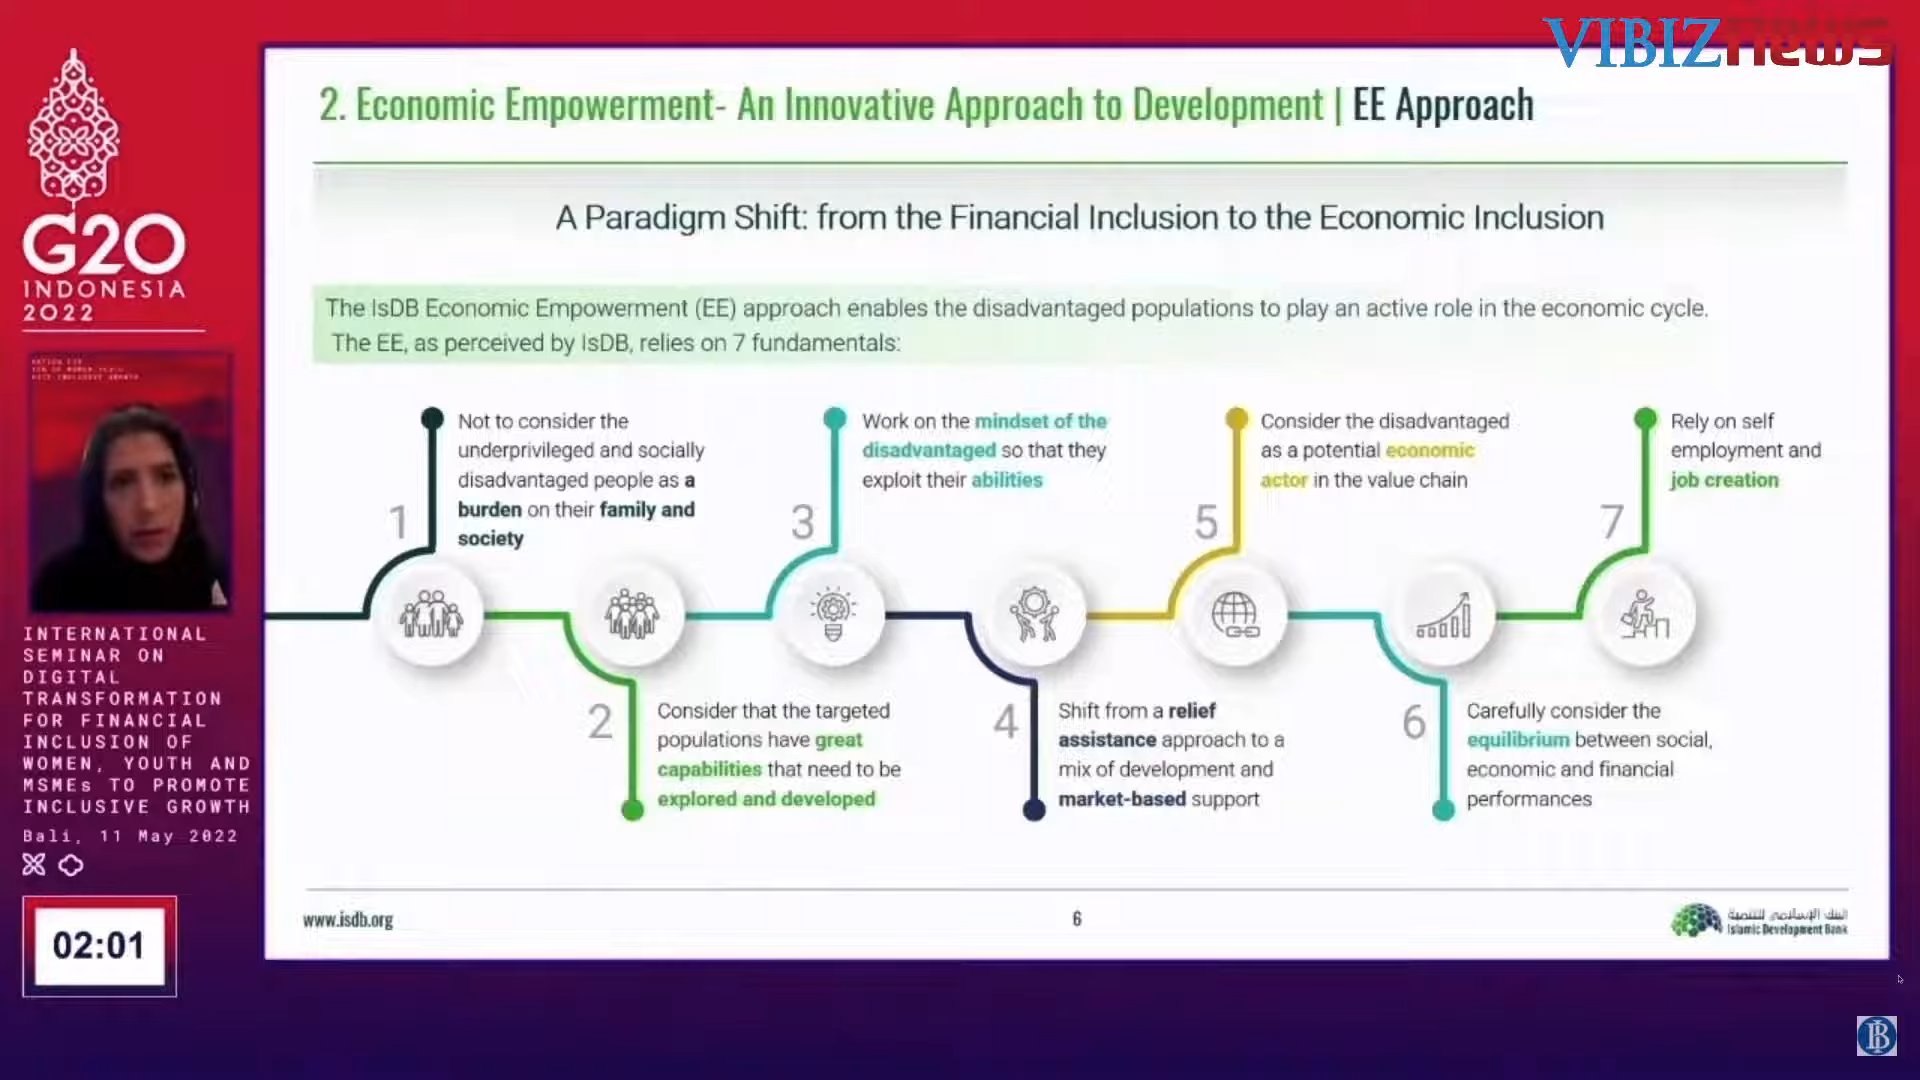 VIBIZnews
G20
INDONESIA
2022
INTERNATIONAL
SEMINAR ON
DIGITAL
TRANSFORMATION
FOR FINANCIAL
INCLUSION OF
WOMEN, YOUTH AND
MSMEs TO PROMOTE
INCLUSIVE GROWTH
Bali, 11 May 2022
02:01
2. Economic Empowerment- An Innovative Approach to Development | EE Approach
A Paradigm Shift: from the Financial Inclusion to the Economic Inclusion
The IsDB Economic Empowerment (EE) approach enables the disadvantaged populations to play an active role in the economic cycle.
The EE, as perceived by IsDB, relies on 7 fundamentals:
1
Not to consider the
underprivileged and socially
disadvantaged people as a
burden on their family and
society
2
Consider that the targeted
populations have great
capabilities that need to be
explored and developed
3
Work on the mindset of the
disadvantaged so that they
exploit their abilities
4
Shift from a relief
assistance approach to a
mix of development and
market-based support
5
Consider the disadvantaged
as a potential economic
actor in the value chain
6
Carefully consider the
equilibrium between social,
economic and financial
performances
7
Rely on self
employment and
job creation
www.isdb.org
6
البنك الإسلامي للتنمية
Islamic Development Bank